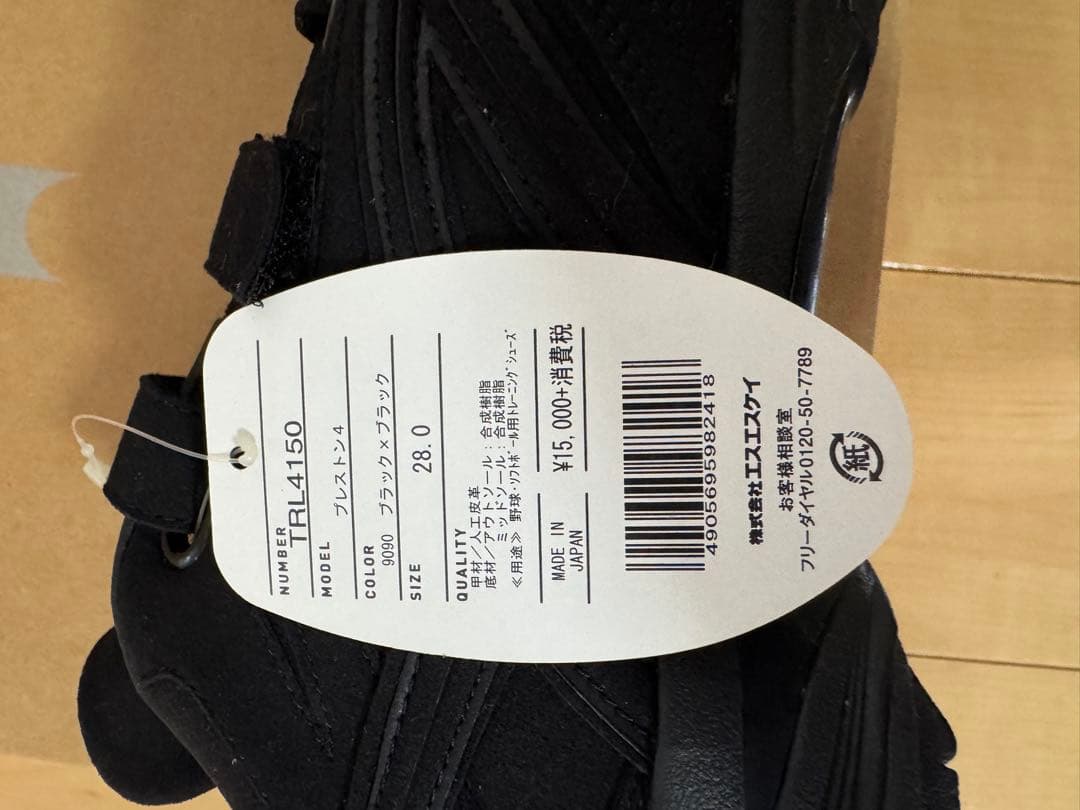 NUMBER
TRL4150
MODEL
プレストン4
COLOR
9090 ブラック×ブラック
SIZE
28.0
QUALITY
甲材／人工皮革
底材／アウトソール：合成樹脂
ミッドソール：合成樹脂
≪用途≫ 野球・ソフトボール用トレーニングシューズ
MADE IN
JAPAN
¥15,000+消費税
4905695982418
株式会社エスエスケイ
お客様相談室
フリーダイヤル0120-50-7789
紙